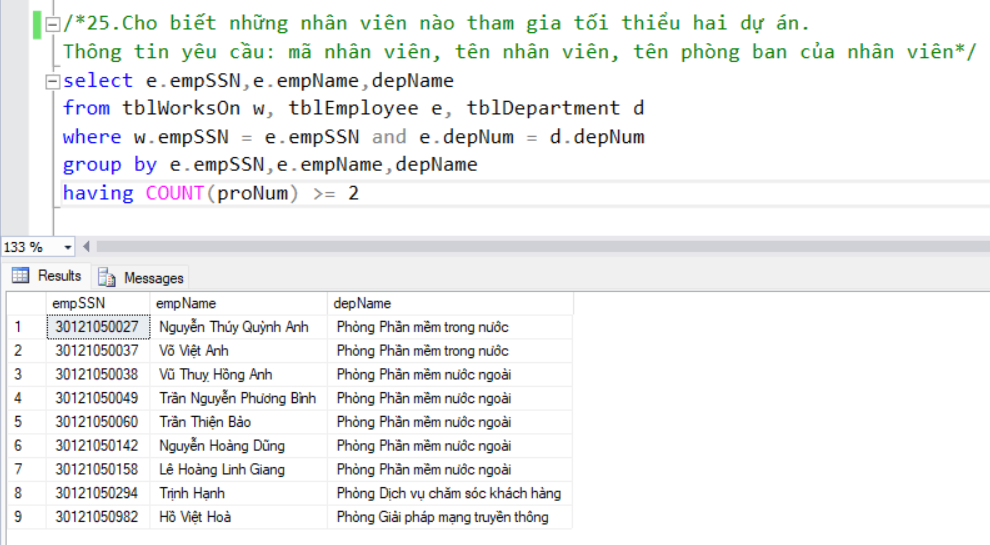 /*25.Cho biết những nhân viên nào tham gia tối thiểu hai dự án.
Thông tin yêu cầu: mã nhân viên, tên nhân viên, tên phòng ban của nhân viên*/
select e.empSSN,e.empName,depName
from tblWorksOn w, tblEmployee e, tblDepartment d
where w.empSSN = e.empSSN and e.depNum = d.depNum
group by e.empSSN,e.empName,depName
having COUNT(proNum) >= 2
133 %
Results Messages
empSSN empName depName
1 30121050027 Nguyễn Thúy Quỳnh Anh Phòng Phần mềm trong nước
2 30121050037 Võ Việt Anh Phòng Phần mềm trong nước
3 30121050038 Vũ Thuỵ Hồng Anh Phòng Phần mềm nước ngoài
4 30121050049 Trần Nguyễn Phương Bình Phòng Phần mềm nước ngoài
5 30121050060 Trần Thiện Bảo Phòng Phần mềm nước ngoài
6 30121050142 Nguyễn Hoàng Dũng Phòng Phần mềm nước ngoài
7 30121050158 Lê Hoàng Linh Giang Phòng Phần mềm nước ngoài
8 30121050294 Trịnh Hạnh Phòng Dịch vụ chăm sóc khách hàng
9 30121050982 Hồ Việt Hoà Phòng Giải pháp mạng truyền thông